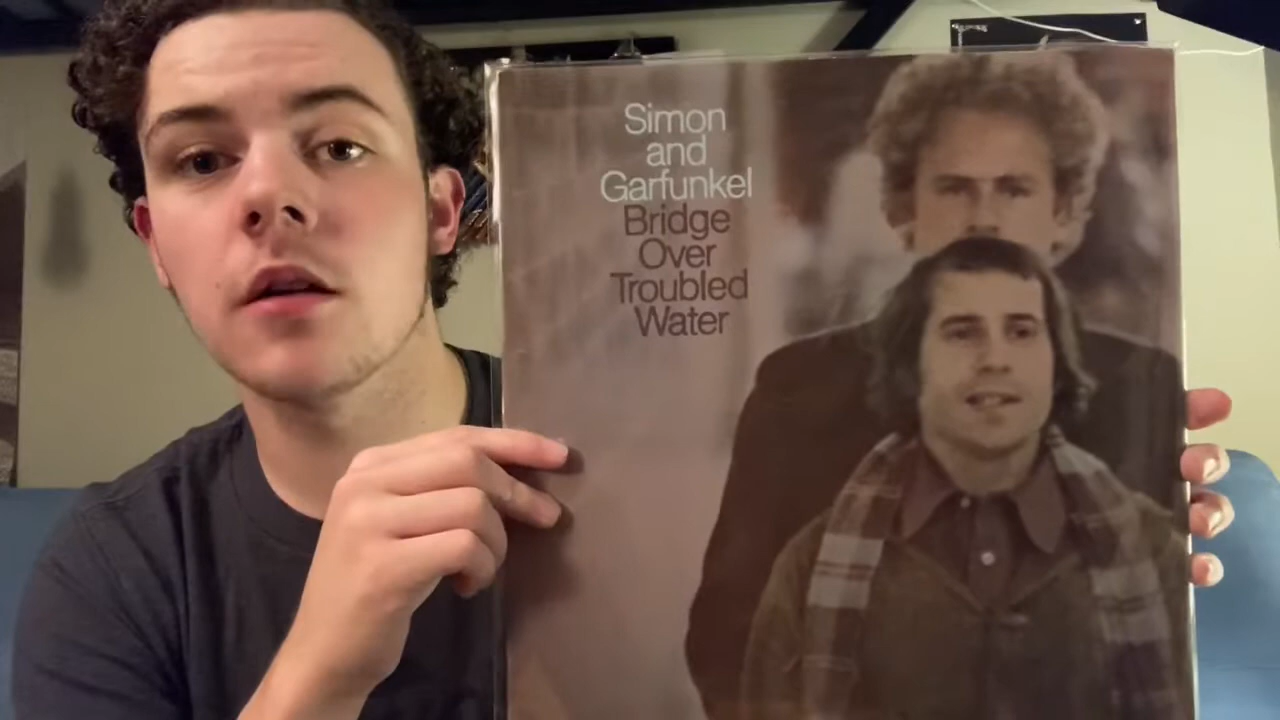 Simon
and
Garfunkel
Bridge
Over
Troubled
Water